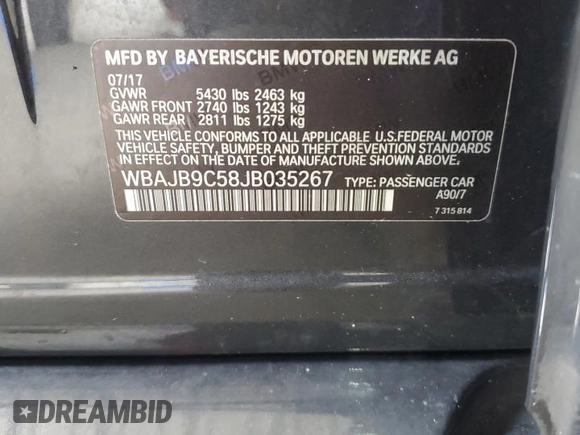 MFD BY BAYERISCHE MOTOREN WERKE AG
07/17
GVWR 5430 lbs 2463 kg
GAWR FRONT 2740 lbs 1243 kg
GAWR REAR 2811 lbs 1275 kg
THIS VEHICLE CONFORMS TO ALL APPLICABLE U.S.FEDERAL MOTOR
VEHICLE SAFETY, BUMPER AND THEFT PREVENTION STANDARDS
IN EFFECT ON THE DATE OF MANUFACTURE SHOWN ABOVE.
WBAJB9C58JB035267 TYPE: PASSENGER CAR
A90/7
7 315 814
DREAMBID